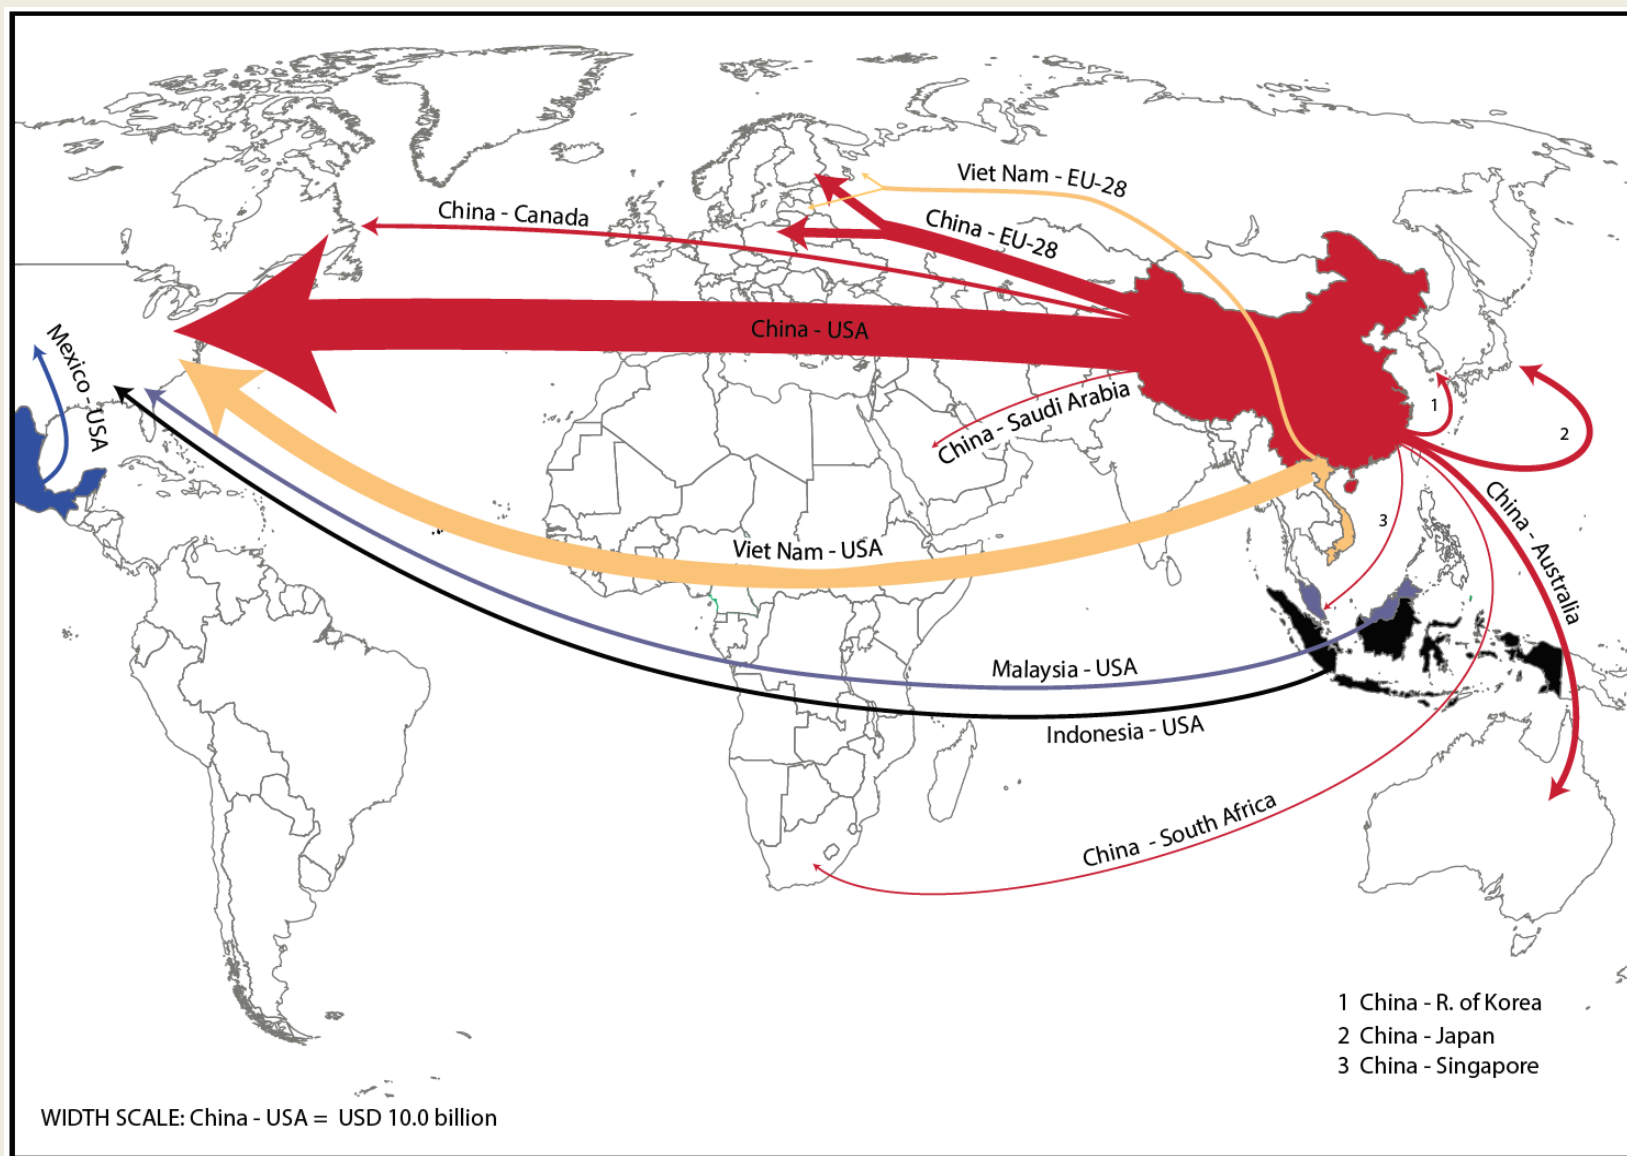 Viet Nam - EU-28
China - Canada
China - EU-28
China - USA
Mexico - USA
China - Saudi Arabia
1
2
3
China - Australia
Viet Nam - USA
Malaysia - USA
Indonesia - USA
China - South Africa
1 China - R. of Korea
2 China - Japan
3 China - Singapore
WIDTH SCALE: China - USA = USD 10.0 billion